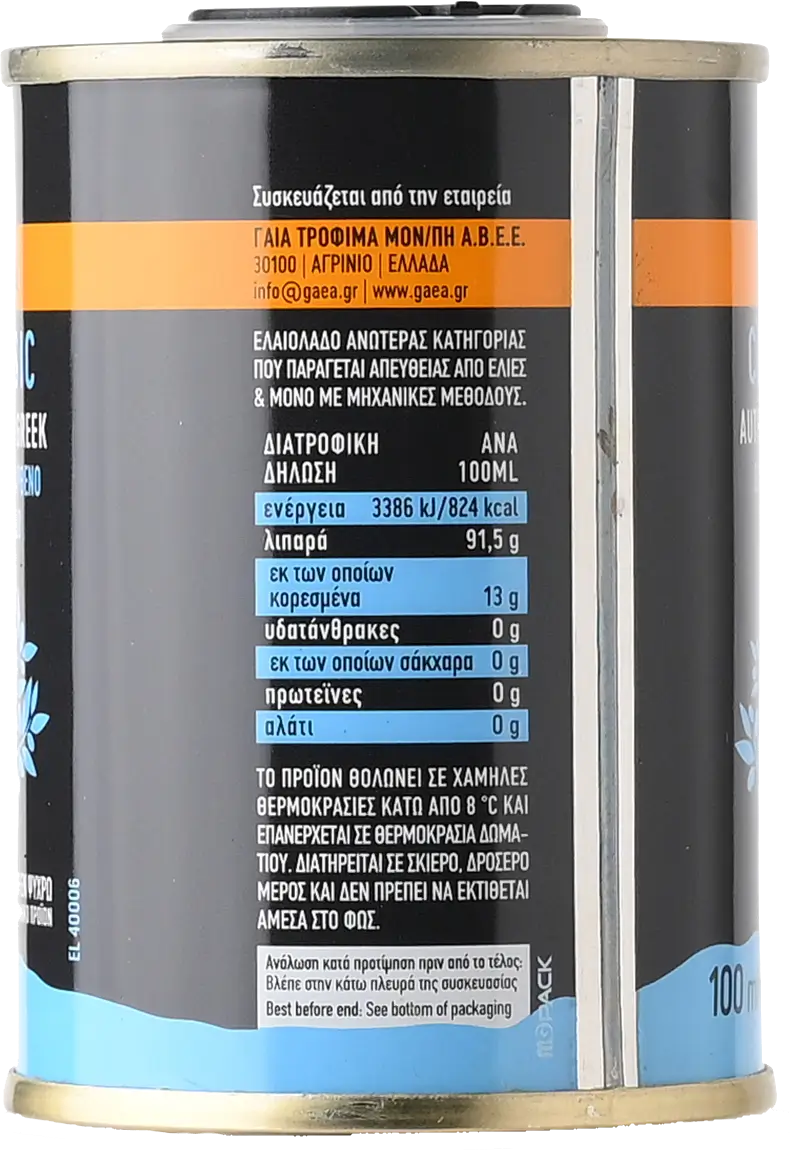 Συσκευάζεται από την εταιρεία
ΓΑΙΑ ΤΡΟΦΙΜΑ ΜΟΝ/ΠΗ Α.Β.Ε.Ε.
30100 | ΑΓΡΙΝΙΟ | ΕΛΛΑΔΑ
info@gaea.gr | www.gaea.gr
ΕΛΑΙΟΛΑΔΟ ΑΝΩΤΕΡΑΣ ΚΑΤΗΓΟΡΙΑΣ
ΠΟΥ ΠΑΡΑΓΕΤΑΙ ΑΠΕΥΘΕΙΑΣ ΑΠΟ ΕΛΙΕΣ
& ΜΟΝΟ ΜΕ ΜΗΧΑΝΙΚΕΣ ΜΕΘΟΔΟΥΣ.
ΔΙΑΤΡΟΦΙΚΗ ΑΝΑ
ΔΗΛΩΣΗ 100ML
ενέργεια 3386 kJ/824 kcal
λιπαρά 91,5 g
εκ των οποίων
κορεσμένα 13 g
υδατάνθρακες 0 g
εκ των οποίων σάκχαρα 0 g
πρωτεΐνες 0 g
αλάτι 0 g
ΤΟ ΠΡΟΪΟΝ ΘΟΛΩΝΕΙ ΣΕ ΧΑΜΗΛΕΣ
ΘΕΡΜΟΚΡΑΣΙΕΣ ΚΑΤΩ ΑΠΟ 8 °C ΚΑΙ
ΕΠΑΝΕΡΧΕΤΑΙ ΣΕ ΘΕΡΜΟΚΡΑΣΙΑ ΔΩΜΑ-
ΤΙΟΥ. ΔΙΑΤΗΡΕΙΤΑΙ ΣΕ ΣΚΙΕΡΟ, ΔΡΟΣΕΡΟ
ΜΕΡΟΣ ΚΑΙ ΔΕΝ ΠΡΕΠΕΙ ΝΑ ΕΚΤΙΘΕΤΑΙ
ΑΜΕΣΑ ΣΤΟ ΦΩΣ.
Ανάλωση κατά προτίμηση πριν από το τέλος:
Βλέπε στην κάτω πλευρά της συσκευασίας
Best before end: See bottom of packaging
EL 40006
ΨΥΧΡΩ
ΠΡΟΪΟΝ
PACK
100